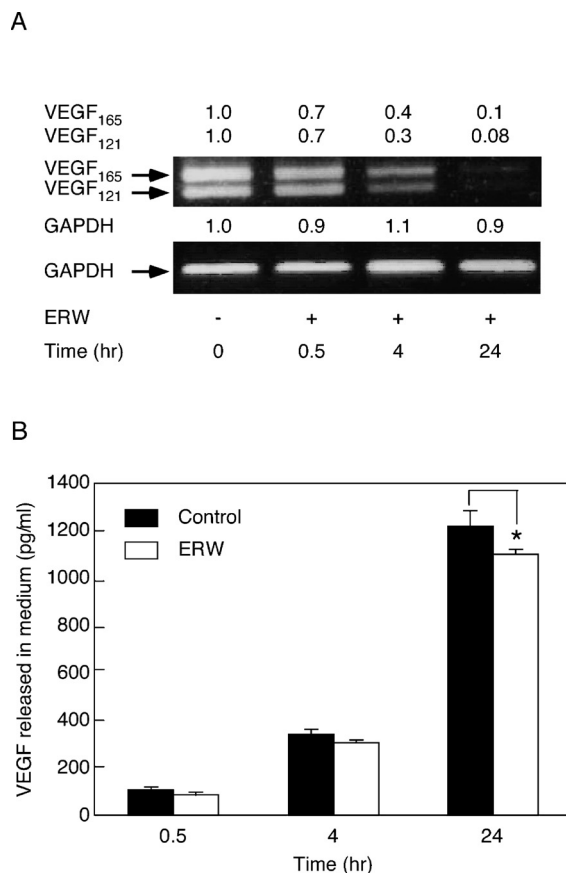 A
VEGF165 1.0 0.7 0.4 0.1
VEGF121 1.0 0.7 0.3 0.08
VEGF165
VEGF121
GAPDH 1.0 0.9 1.1 0.9
GAPDH
ERW - + + +
Time (hr) 0 0.5 4 24
B
1400
1200
1000
800
600
400
200
0
VEGF released in medium (pg/ml)
Control
ERW
*
0.5 4 24
Time (hr)